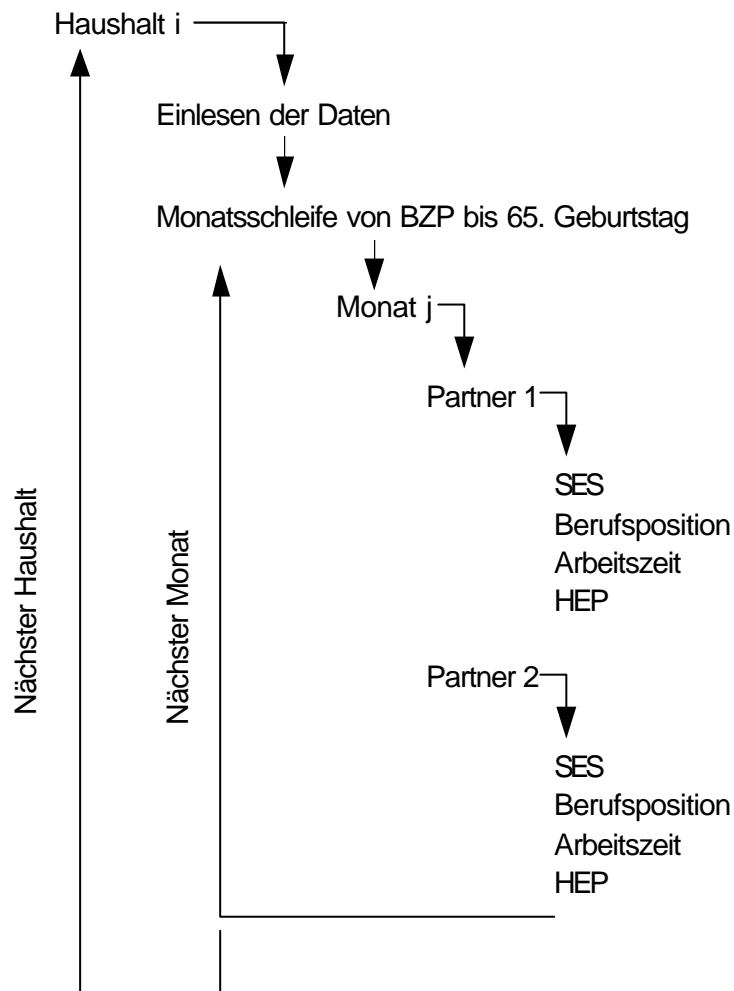 Haushalt i
Einlesen der Daten
Monatsschleife von BZP bis 65. Geburtstag
Monat j
Partner 1
SES
Berufsposition
Arbeitszeit
HEP
Partner 2
SES
Berufsposition
Arbeitszeit
HEP
Nächster Haushalt
Nächster Monat